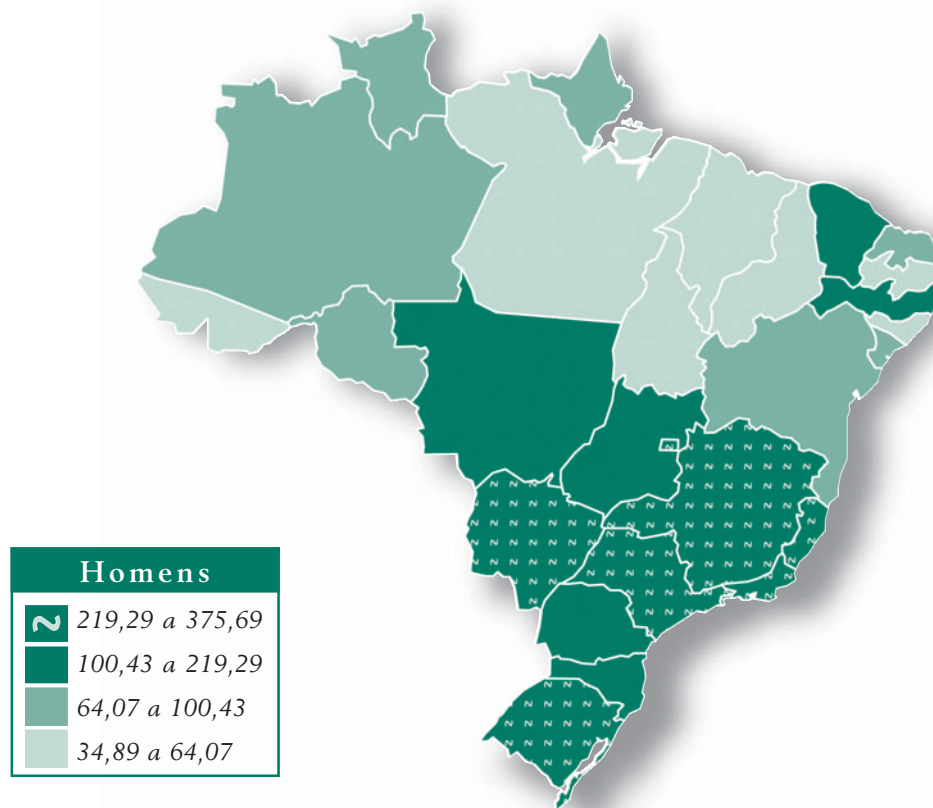 Homens
219,29 a 375,69
100,43 a 219,29
64,07 a 100,43
34,89 a 64,07